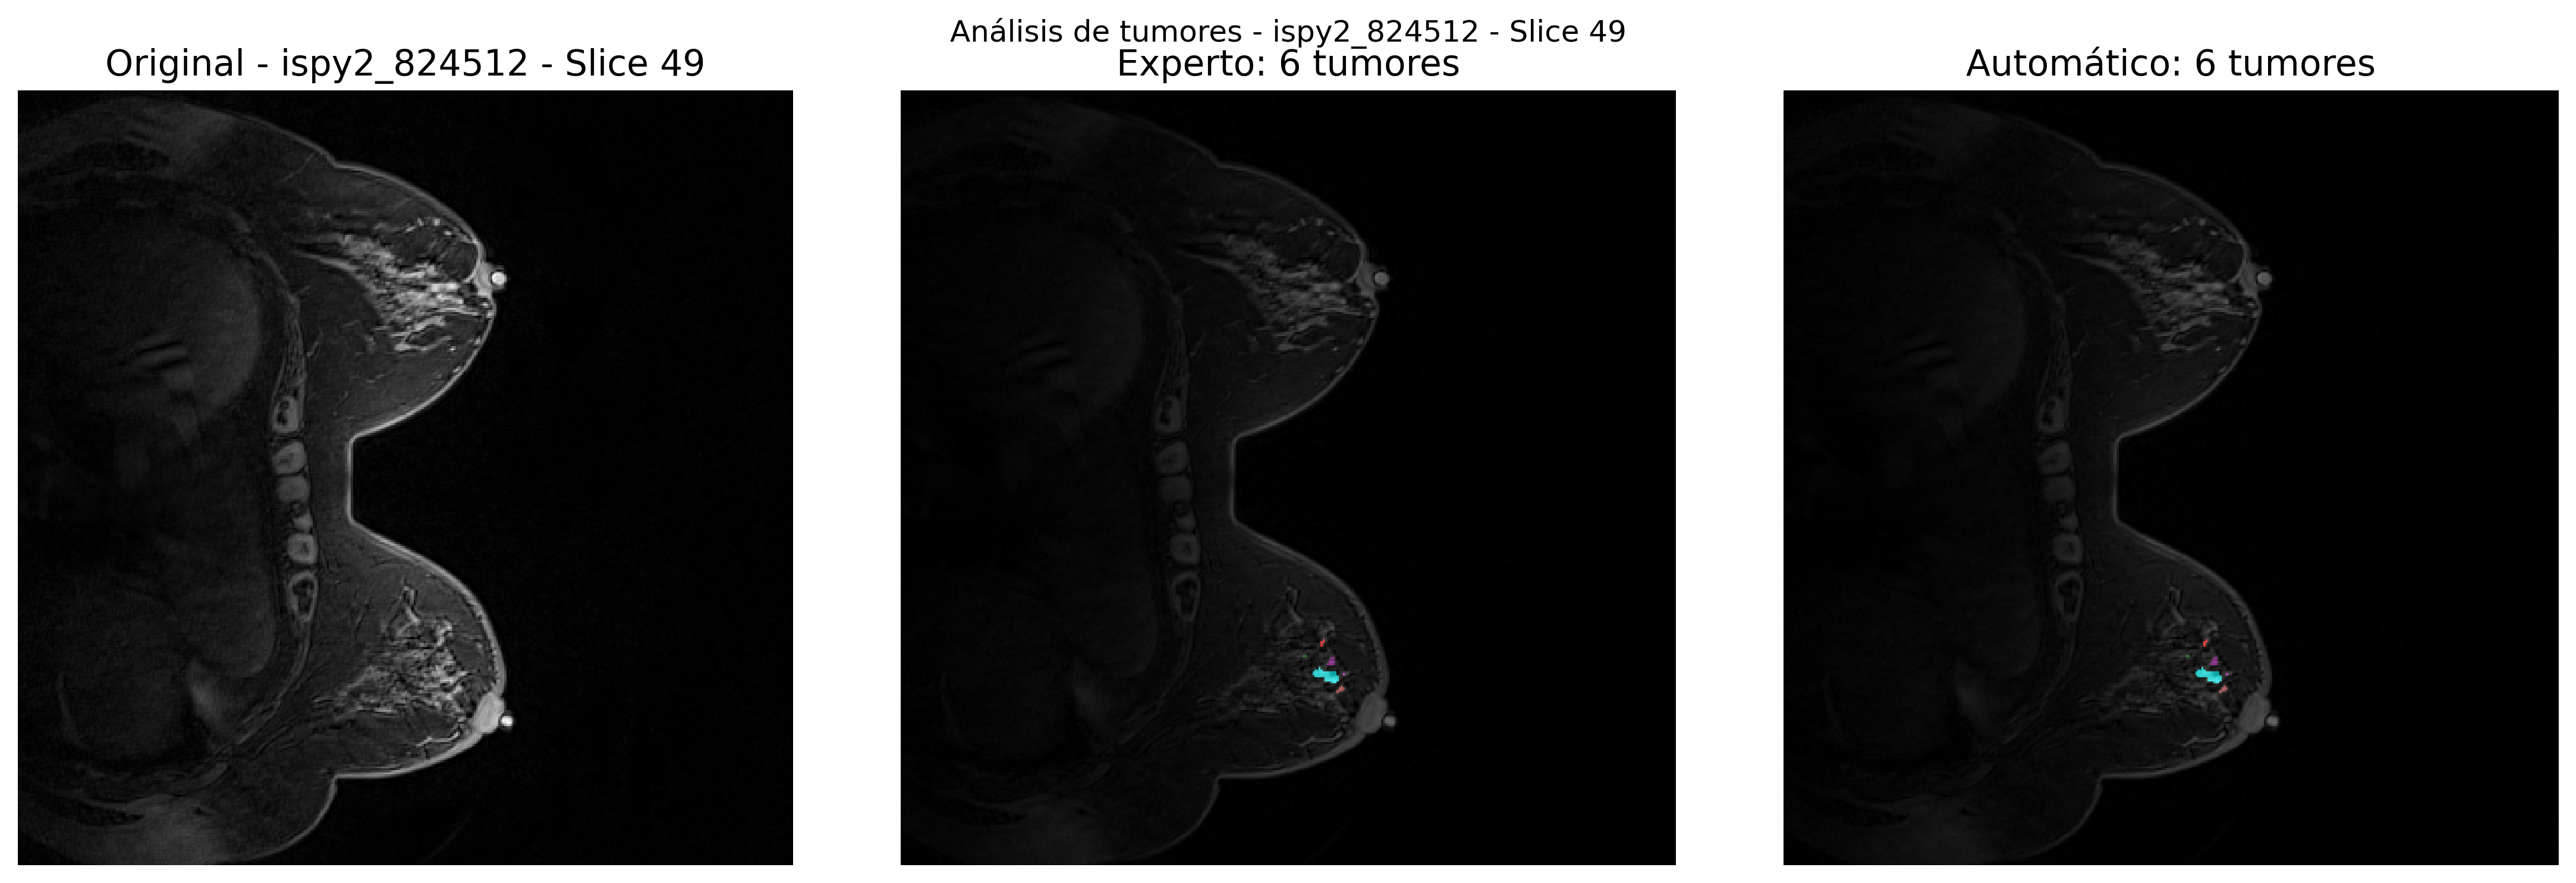 Análisis de tumores - ispy2_824512 - Slice 49
Original - ispy2_824512 - Slice 49
Experto: 6 tumores
Automático: 6 tumores